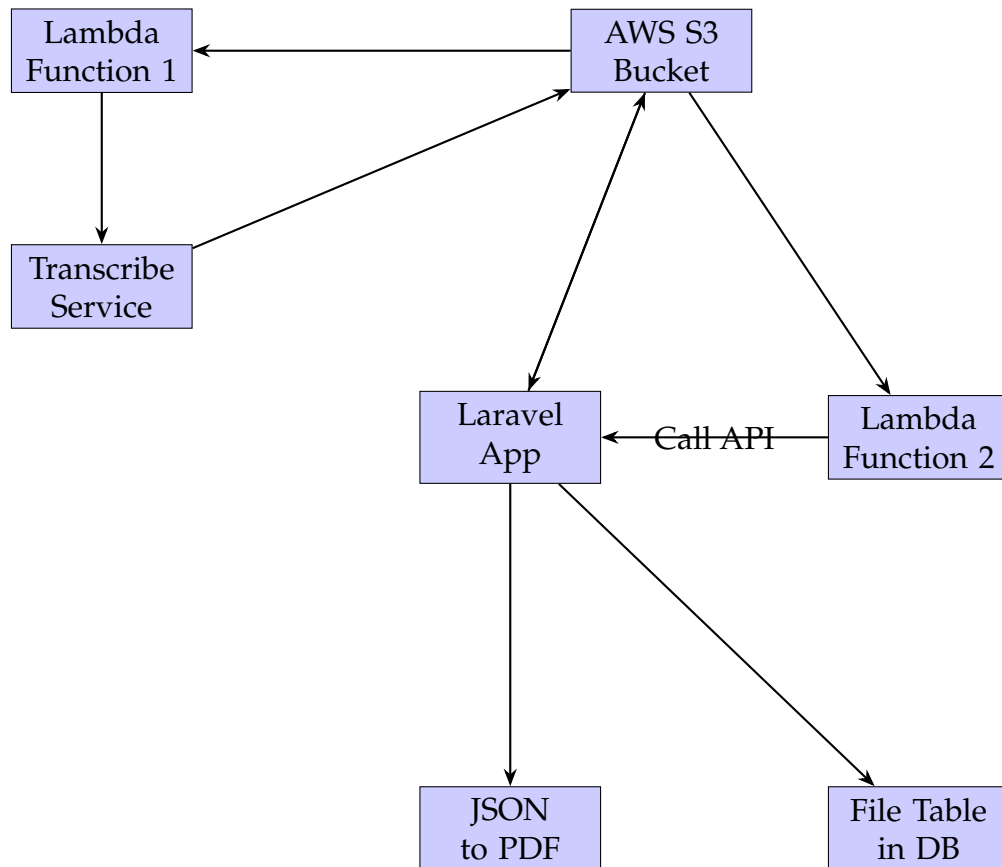 Lambda
Function 1
AWS S3
Bucket
Transcribe
Service
Laravel
App
Call API
Lambda
Function 2
JSON
to PDF
File Table
in DB